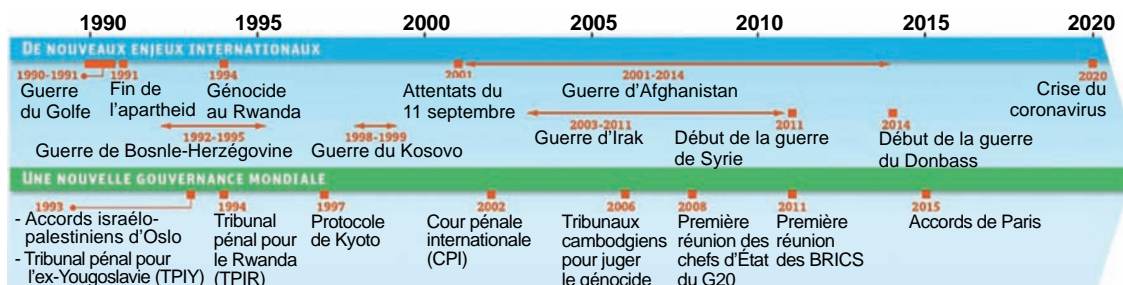 1990 1995 2000 2005 2010 2015 2020
DE NOUVEAUX ENJEUX INTERNATIONAUX
1990-1991 1991 1994 2001 2001-2014 2020
Guerre du Golfe
Fin de l'apartheid
Génocide au Rwanda
Attentats du 11 septembre
Guerre d'Afghanistan
Crise du coronavirus
1992-1995 1998-1999 2003-2011 2011 2014
Guerre de Bosnle-Herzégovine
Guerre du Kosovo
Guerre d'Irak
Début de la guerre de Syrie
Début de la guerre du Donbass
UNE NOUVELLE GOUVERNANCE MONDIALE
1993 1994 1997 2002 2006 2008 2011 2015
- Accords israélo-
palestiniens d'Oslo
- Tribunal pénal pour
l'ex-Yougoslavie (TPIY)
Tribunal
pénal pour
le Rwanda
(TPIR)
Protocole
de Kyoto
Cour pénale
internationale
(CPI)
Tribunaux
cambodgiens
pour juger
le génocide
Première
réunion des
chefs d'État
du G20
Première
réunion
des BRICS
Accords de Paris